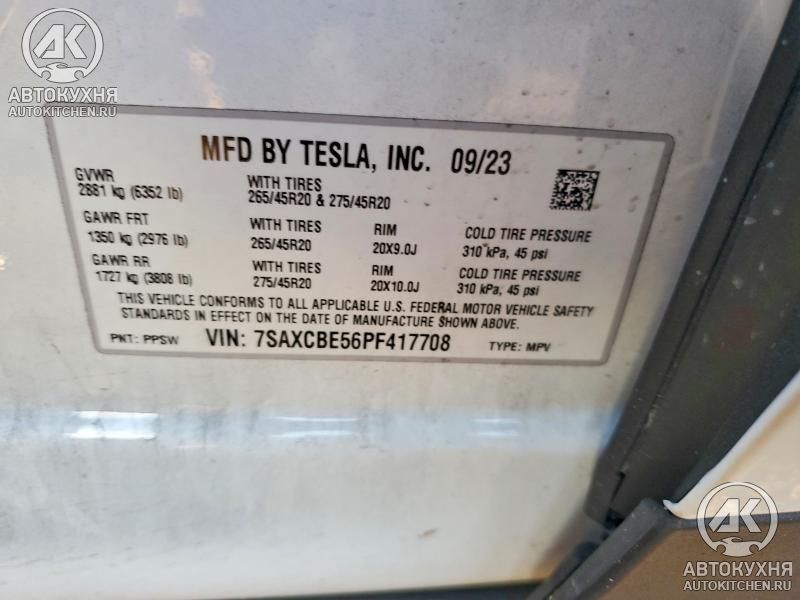 АК
АВТОКУХНЯ
AUTOKITCHEN.RU
MFD BY TESLA, INC. 09/23
GVWR WITH TIRES
2881 kg (6352 lb) 265/45R20 & 275/45R20
GAWR FRT WITH TIRES RIM COLD TIRE PRESSURE
1350 kg (2976 lb) 265/45R20 20X9.0J 310 kPa, 45 psi
GAWR RR WITH TIRES RIM COLD TIRE PRESSURE
1727 kg (3808 lb) 275/45R20 20X10.0J 310 kPa, 45 psi
THIS VEHICLE CONFORMS TO ALL APPLICABLE U.S. FEDERAL MOTOR VEHICLE SAFETY
STANDARDS IN EFFECT ON THE DATE OF MANUFACTURE SHOWN ABOVE.
PNT: PPSW VIN: 7SAXCBE56PF417708 TYPE: MPV
АК
АВТОКУХНЯ
AUTOKITCHEN.RU